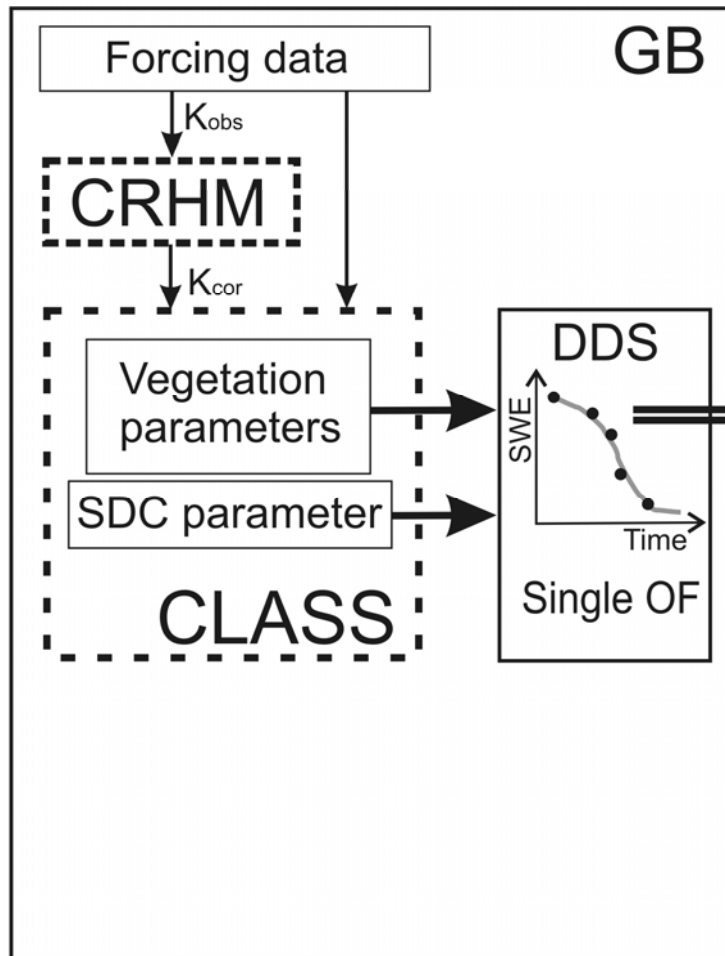 GB
Forcing data
Kobs
CRHM
Kcor
Vegetation
parameters
SDC parameter
CLASS
DDS
SWE
Time
Single OF